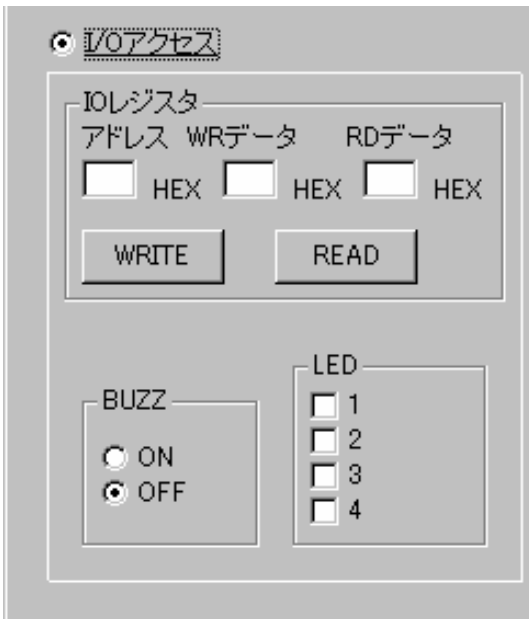 I/Oアクセス
IOレジスタ
アドレス WRデータ RDデータ
HEX HEX HEX
WRITE READ
LED
BUZZ
1
2
ON
3
OFF
4